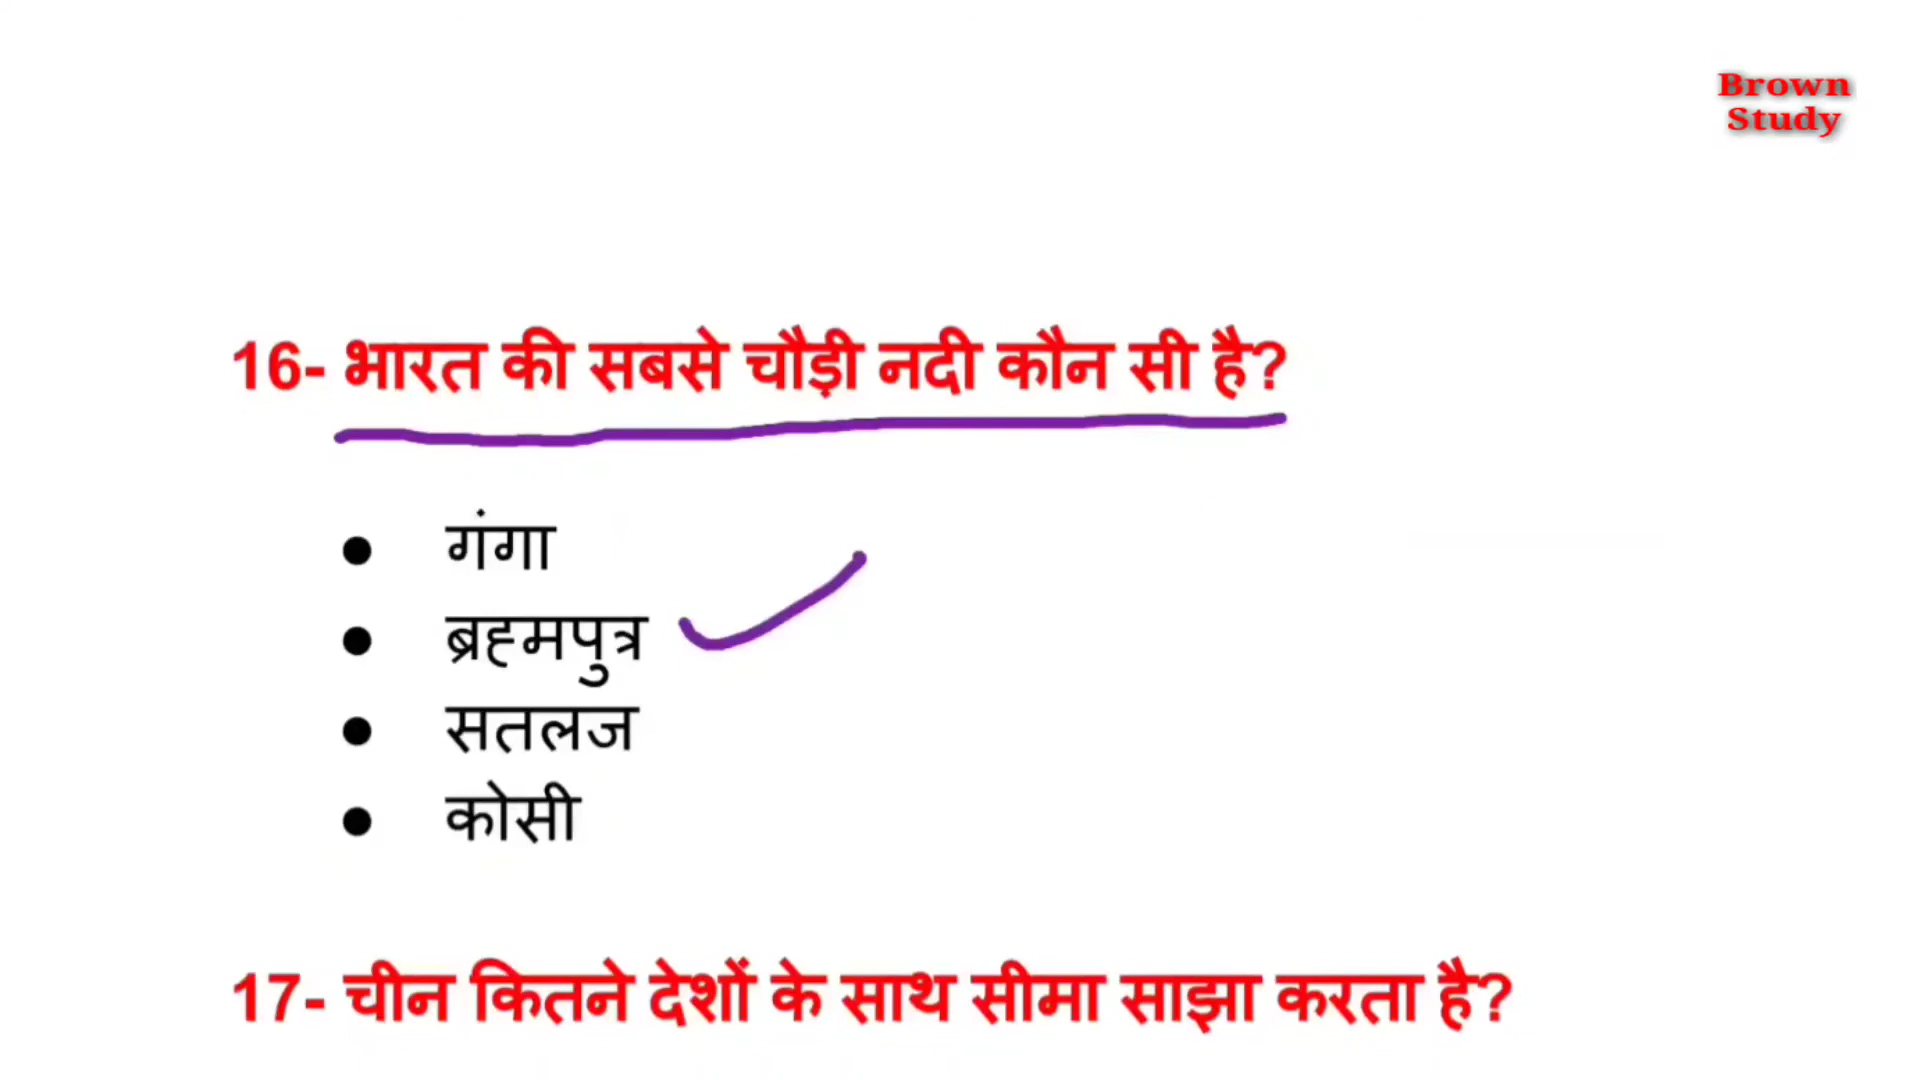 Brown
Study
16- भारत की सबसे चौड़ी नदी कौन सी है?
● गंगा
● ब्रह्मपुत्र
● सतलज
● कोसी
17- चीन कितने देशों के साथ सीमा साझा करता है?